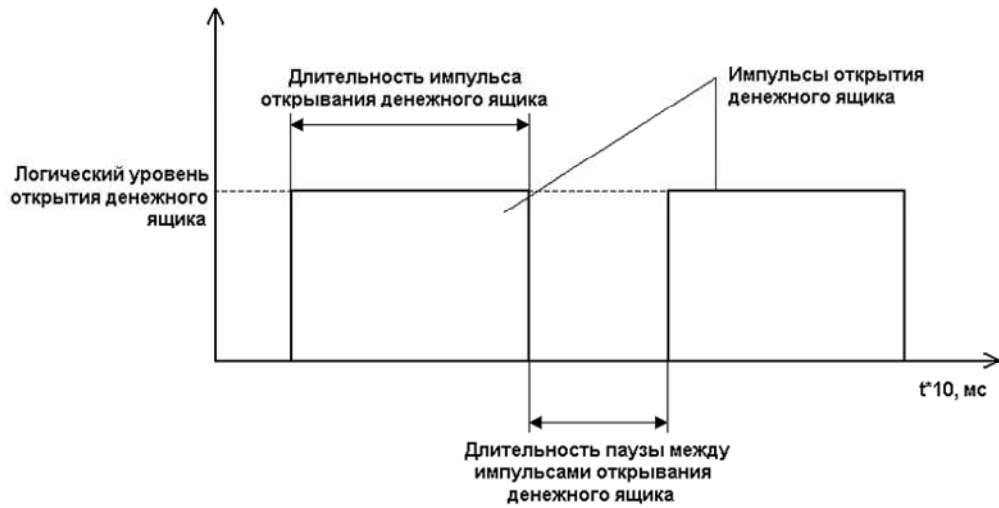 Длительность импульса
открывания денежного ящика
Импульсы открытия
денежного ящика
Логический уровень
открытия денежного
ящика
t*10, мс
Длительность паузы между
импульсами открывания
денежного ящика